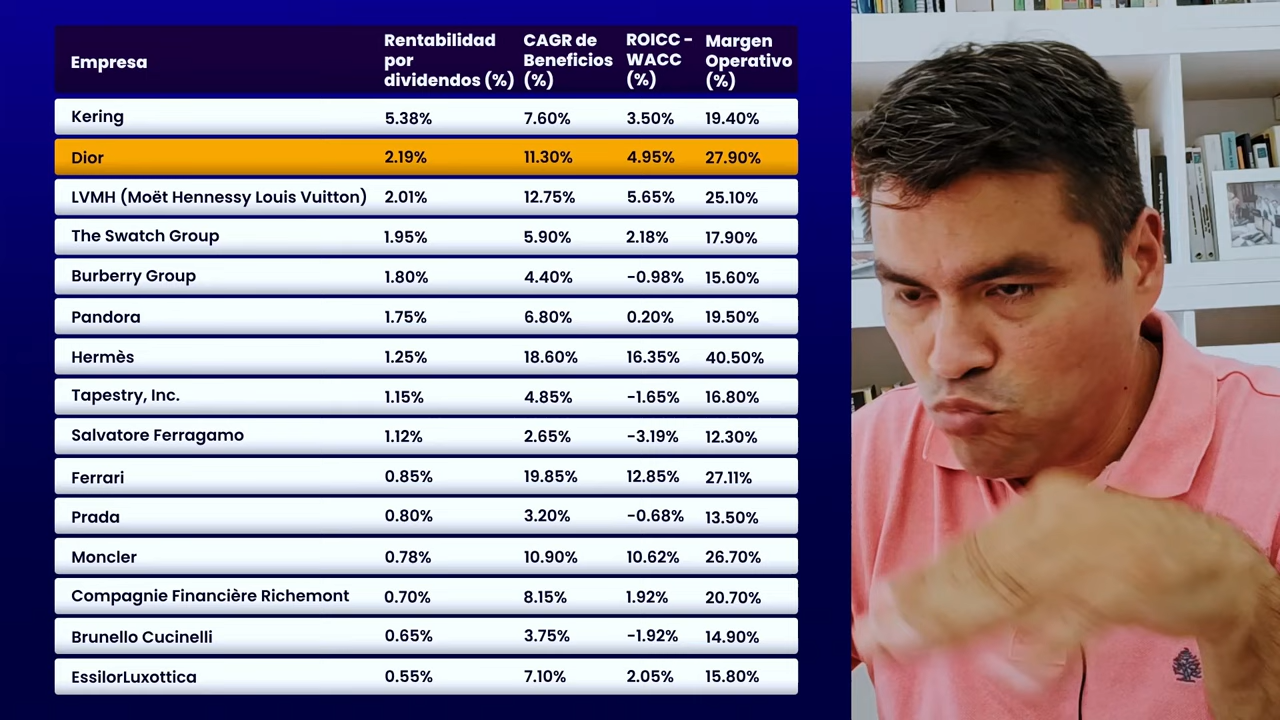 Empresa Rentabilidad por dividendos (%) CAGR de Beneficios (%) ROICC - WACC (%) Margen Operativo (%)
Kering 5.38% 7.60% 3.50% 19.40%
Dior 2.19% 11.30% 4.95% 27.90%
LVMH (Moët Hennessy Louis Vuitton) 2.01% 12.75% 5.65% 25.10%
The Swatch Group 1.95% 5.90% 2.18% 17.90%
Burberry Group 1.80% 4.40% -0.98% 15.60%
Pandora 1.75% 6.80% 0.20% 19.50%
Hermès 1.25% 18.60% 16.35% 40.50%
Tapestry, Inc. 1.15% 4.85% -1.65% 16.80%
Salvatore Ferragamo 1.12% 2.65% -3.19% 12.30%
Ferrari 0.85% 19.85% 12.85% 27.11%
Prada 0.80% 3.20% -0.68% 13.50%
Moncler 0.78% 10.90% 10.62% 26.70%
Compagnie Financière Richemont 0.70% 8.15% 1.92% 20.70%
Brunello Cucinelli 0.65% 3.75% -1.92% 14.90%
EssilorLuxottica 0.55% 7.10% 2.05% 15.80%